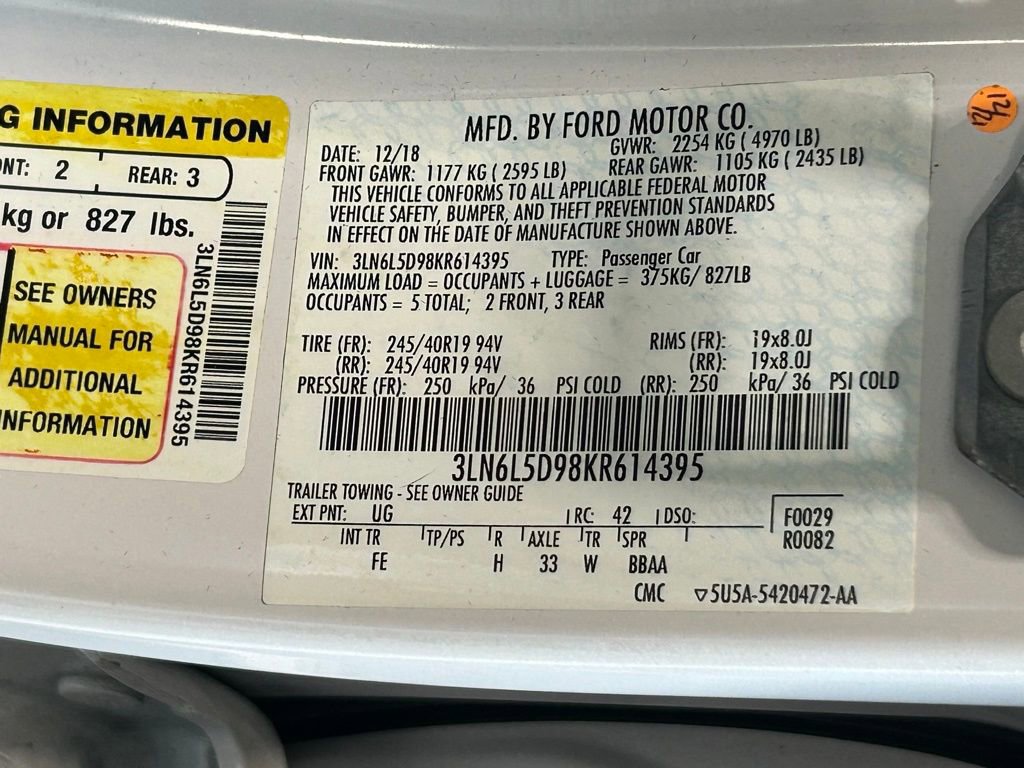 G INFORMATION
NT: 2 REAR: 3
kg or 827 lbs.
SEE OWNERS
MANUAL FOR
ADDITIONAL
INFORMATION
3LN6L5D98KR614395
MFD. BY FORD MOTOR CO.
DATE: 12/18 GVWR: 2254 KG ( 4970 LB)
FRONT GAWR: 1177 KG ( 2595 LB) REAR GAWR: 1105 KG ( 2435 LB)
THIS VEHICLE CONFORMS TO ALL APPLICABLE FEDERAL MOTOR
VEHICLE SAFETY, BUMPER, AND THEFT PREVENTION STANDARDS
IN EFFECT ON THE DATE OF MANUFACTURE SHOWN ABOVE.
VIN: 3LN6L5D98KR614395 TYPE: Passenger Car
MAXIMUM LOAD = OCCUPANTS + LUGGAGE = 375KG/ 827LB
OCCUPANTS = 5 TOTAL; 2 FRONT, 3 REAR
TIRE (FR): 245/40R19 94V RIMS (FR): 19x8.0J
(RR): 245/40R19 94V (RR): 19x8.0J
PRESSURE (FR): 250 kPa/ 36 PSI COLD (RR): 250 kPa/ 36 PSI COLD
3LN6L5D98KR614395
TRAILER TOWING - SEE OWNER GUIDE
EXT PNT: UG RC: 42 DSO: F0029
INT TR TP/PS R AXLE TR SPR R0082
FE H 33 W BBAA
CMC ▽5U5A-5420472-AA